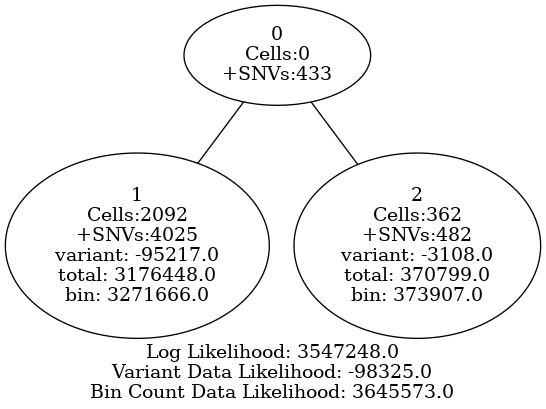 0
Cells:0
+SNVs:433
1
Cells:2092
+SNVs:4025
variant: -95217.0
total: 3176448.0
bin: 3271666.0
2
Cells:362
+SNVs:482
variant: -3108.0
total: 370799.0
bin: 373907.0
Log Likelihood: 3547248.0
Variant Data Likelihood: -98325.0
Bin Count Data Likelihood: 3645573.0